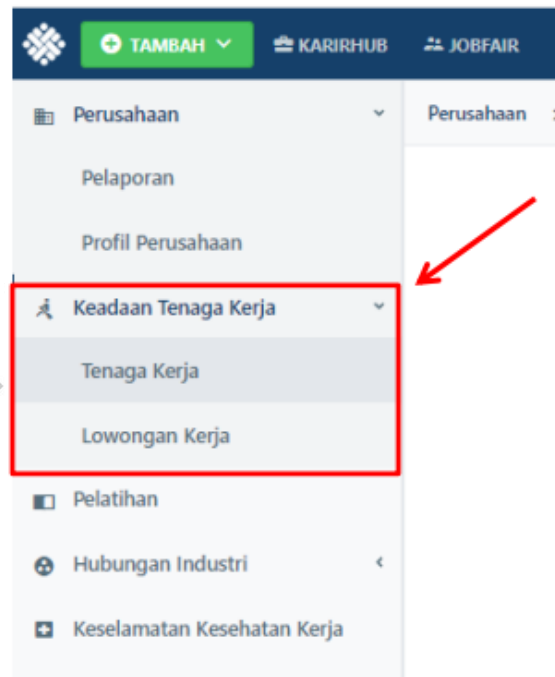 TAMBAH
KARIRHUB
JOBFAIR
Perusahaan
Perusahaan
Pelaporan
Profil Perusahaan
Keadaan Tenaga Kerja
Tenaga Kerja
Lowongan Kerja
Pelatihan
Hubungan Industri
Keselamatan Kesehatan Kerja